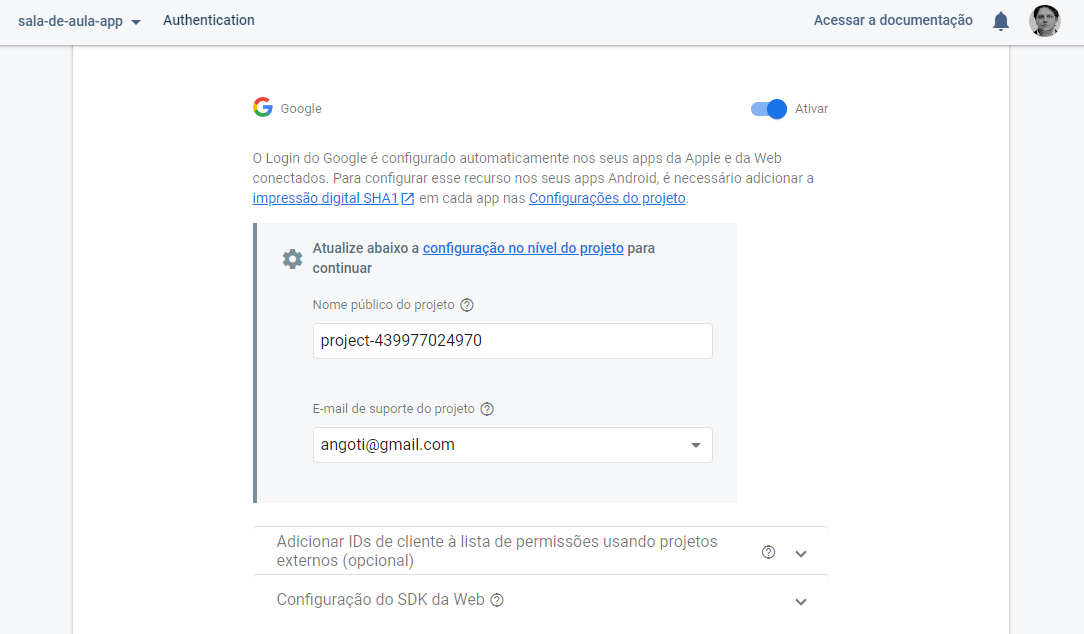 sala-de-aula-app Authentication Acessar a documentação
Google Ativar
O Login do Google é configurado automaticamente nos seus apps da Apple e da Web
conectados. Para configurar esse recurso nos seus apps Android, é necessário adicionar a
impressão digital SHA1 em cada app nas Configurações do projeto.
Atualize abaixo a configuração no nível do projeto para
continuar
Nome público do projeto
project-439977024970
E-mail de suporte do projeto
angoti@gmail.com
Adicionar IDs de cliente à lista de permissões usando projetos
externos (opcional)
Configuração do SDK da Web